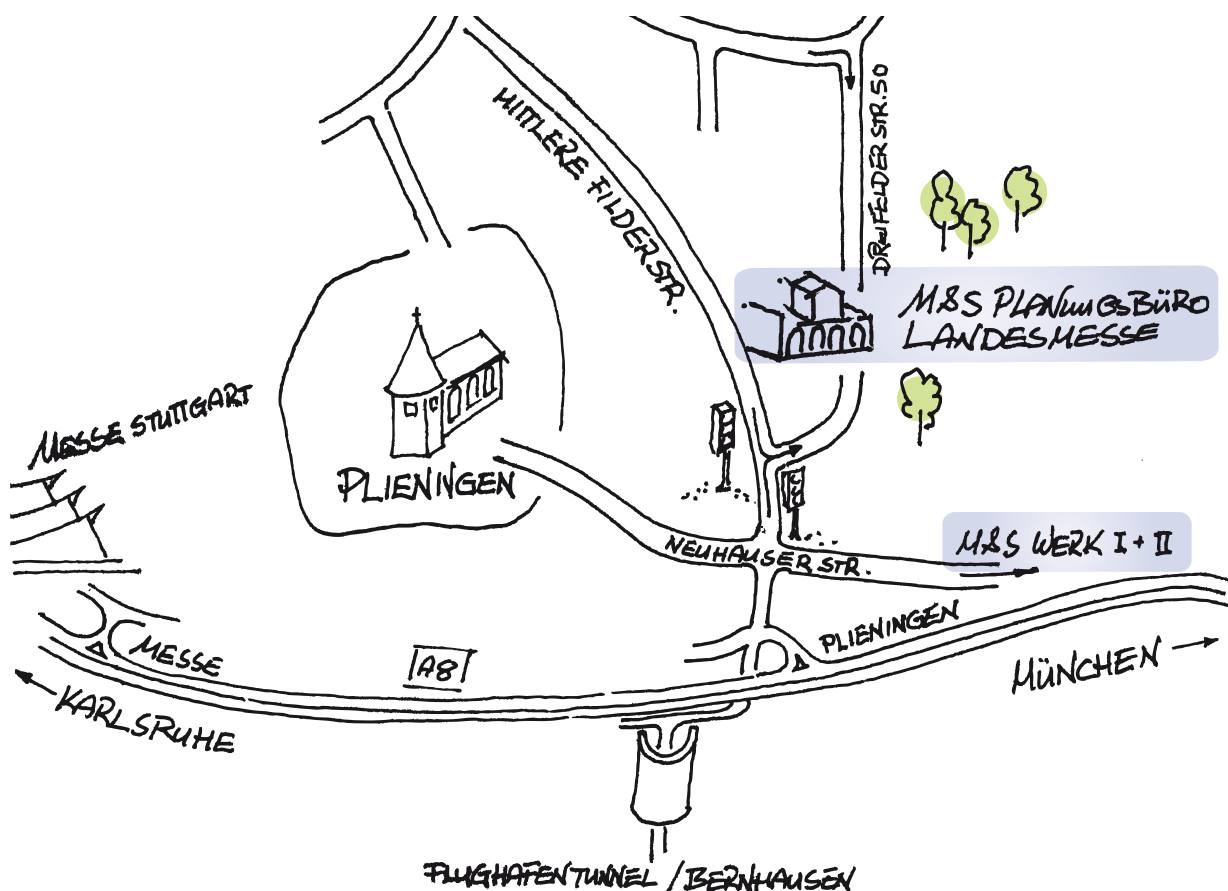 MITTLERE FILDERSTR.
DREIFELDERSTR. 50
M&S PLANUNGSBÜRO
LANDESMESSE
MESSE STUTTGART
PLIENINGEN
NEUHAUSER STR.
M&S WERK I + II
PLIENINGEN
MESSE
A8
MÜNCHEN
KARLSRUHE
FLUGHAFENTUNNEL / BERNHAUSEN